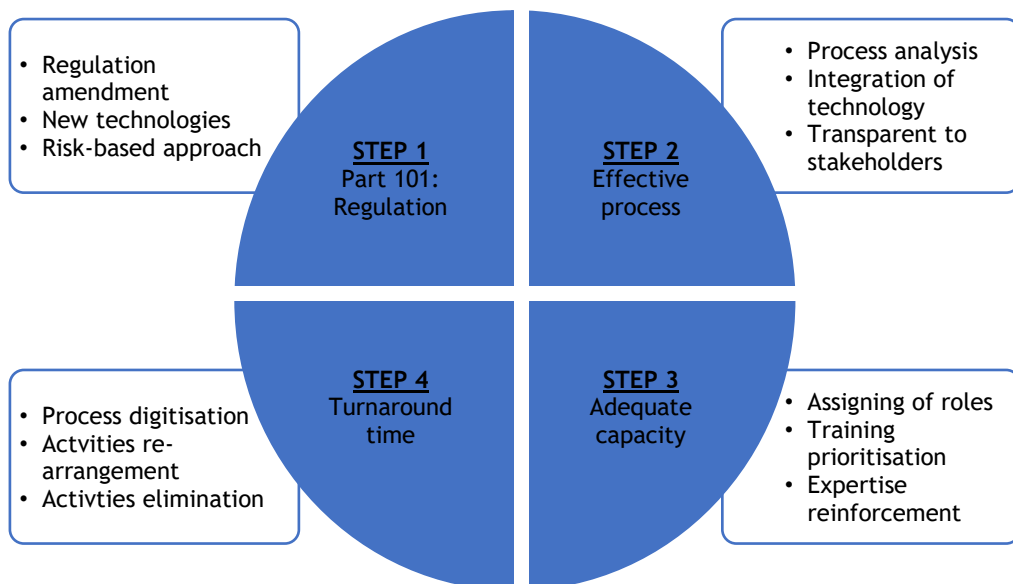 • Regulation
amendment
• New technologies
• Risk-based approach
STEP 1
Part 101:
Regulation
STEP 2
Effective
process
• Process analysis
• Integration of
technology
• Transparent to
stakeholders
• Process digitisation
• Actvities re-
arrangement
• Activties elimination
STEP 4
Turnaround
time
STEP 3
Adequate
capacity
• Assigning of roles
• Training
prioritisation
• Expertise
reinforcement